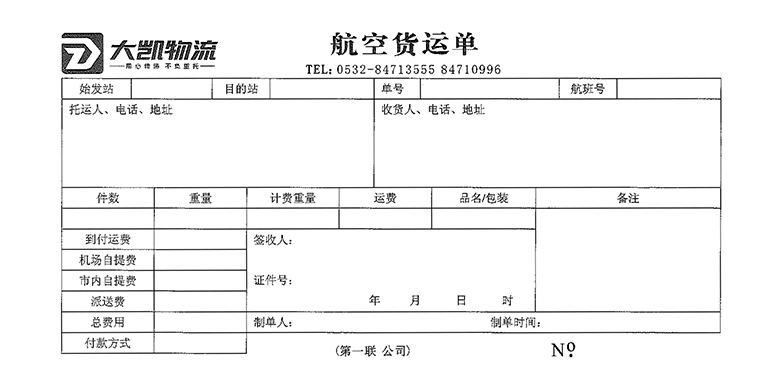 大凯物流
用心物流 不负重托
航空货运单
TEL: 0532-84713555 84710996
始发站 目的站 单号 航班号
托运人、电话、地址 收货人、电话、地址
件数 重量 计费重量 运费 品名/包装 备注
到付运费 签收人：
机场自提费
市内自提费 证件号：
派送费 年 月 日 时
总费用 制单人： 制单时间：
付款方式 (第一联 公司) Nº